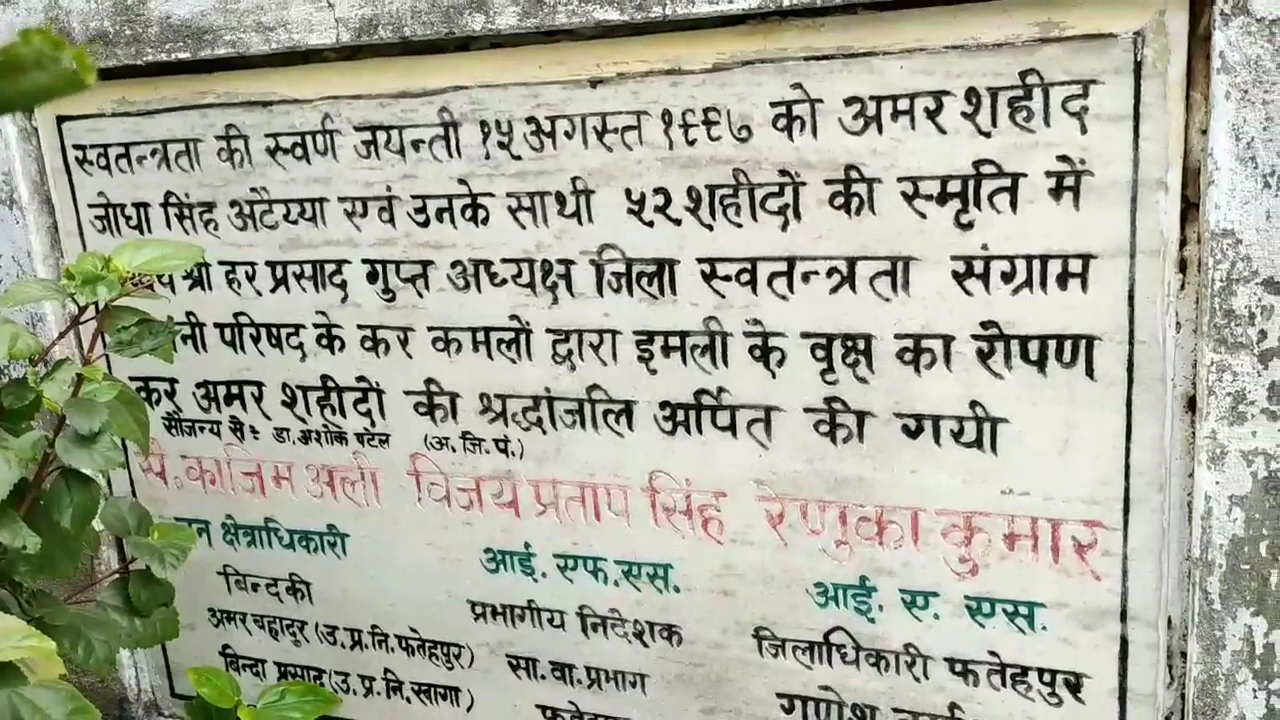 स्वतन्त्रता की स्वर्ण जयन्ती १५ अगस्त १९९७ को अमर शहीद
जोधा सिंह अटैय्या एवं उनके साथी ५२ शहीदों की स्मृति में
श्री हर प्रसाद गुप्त अध्यक्ष जिला स्वतन्त्रता संग्राम
परिषद के कर कमलों द्वारा इमली के वृक्ष का रोपण
कर अमर शहीदों की श्रद्धांजलि अर्पित की गयी
सौजन्य से: डा. अशोक पटेल (अ. जि. पं.)
काजिम अली विजय प्रताप सिंह रेणुका कुमार
क्षेत्राधिकारी आई. एफ. एस. आई. ए. एस.
बिन्दकी प्रभागीय निदेशक जिलाधिकारी फतेहपुर
अमर बहादुर (उ. प्र. नि. फतेहपुर) सा. वा. प्रभाग
बिन्दा प्रसाद (उ. प्र. नि. खागा)